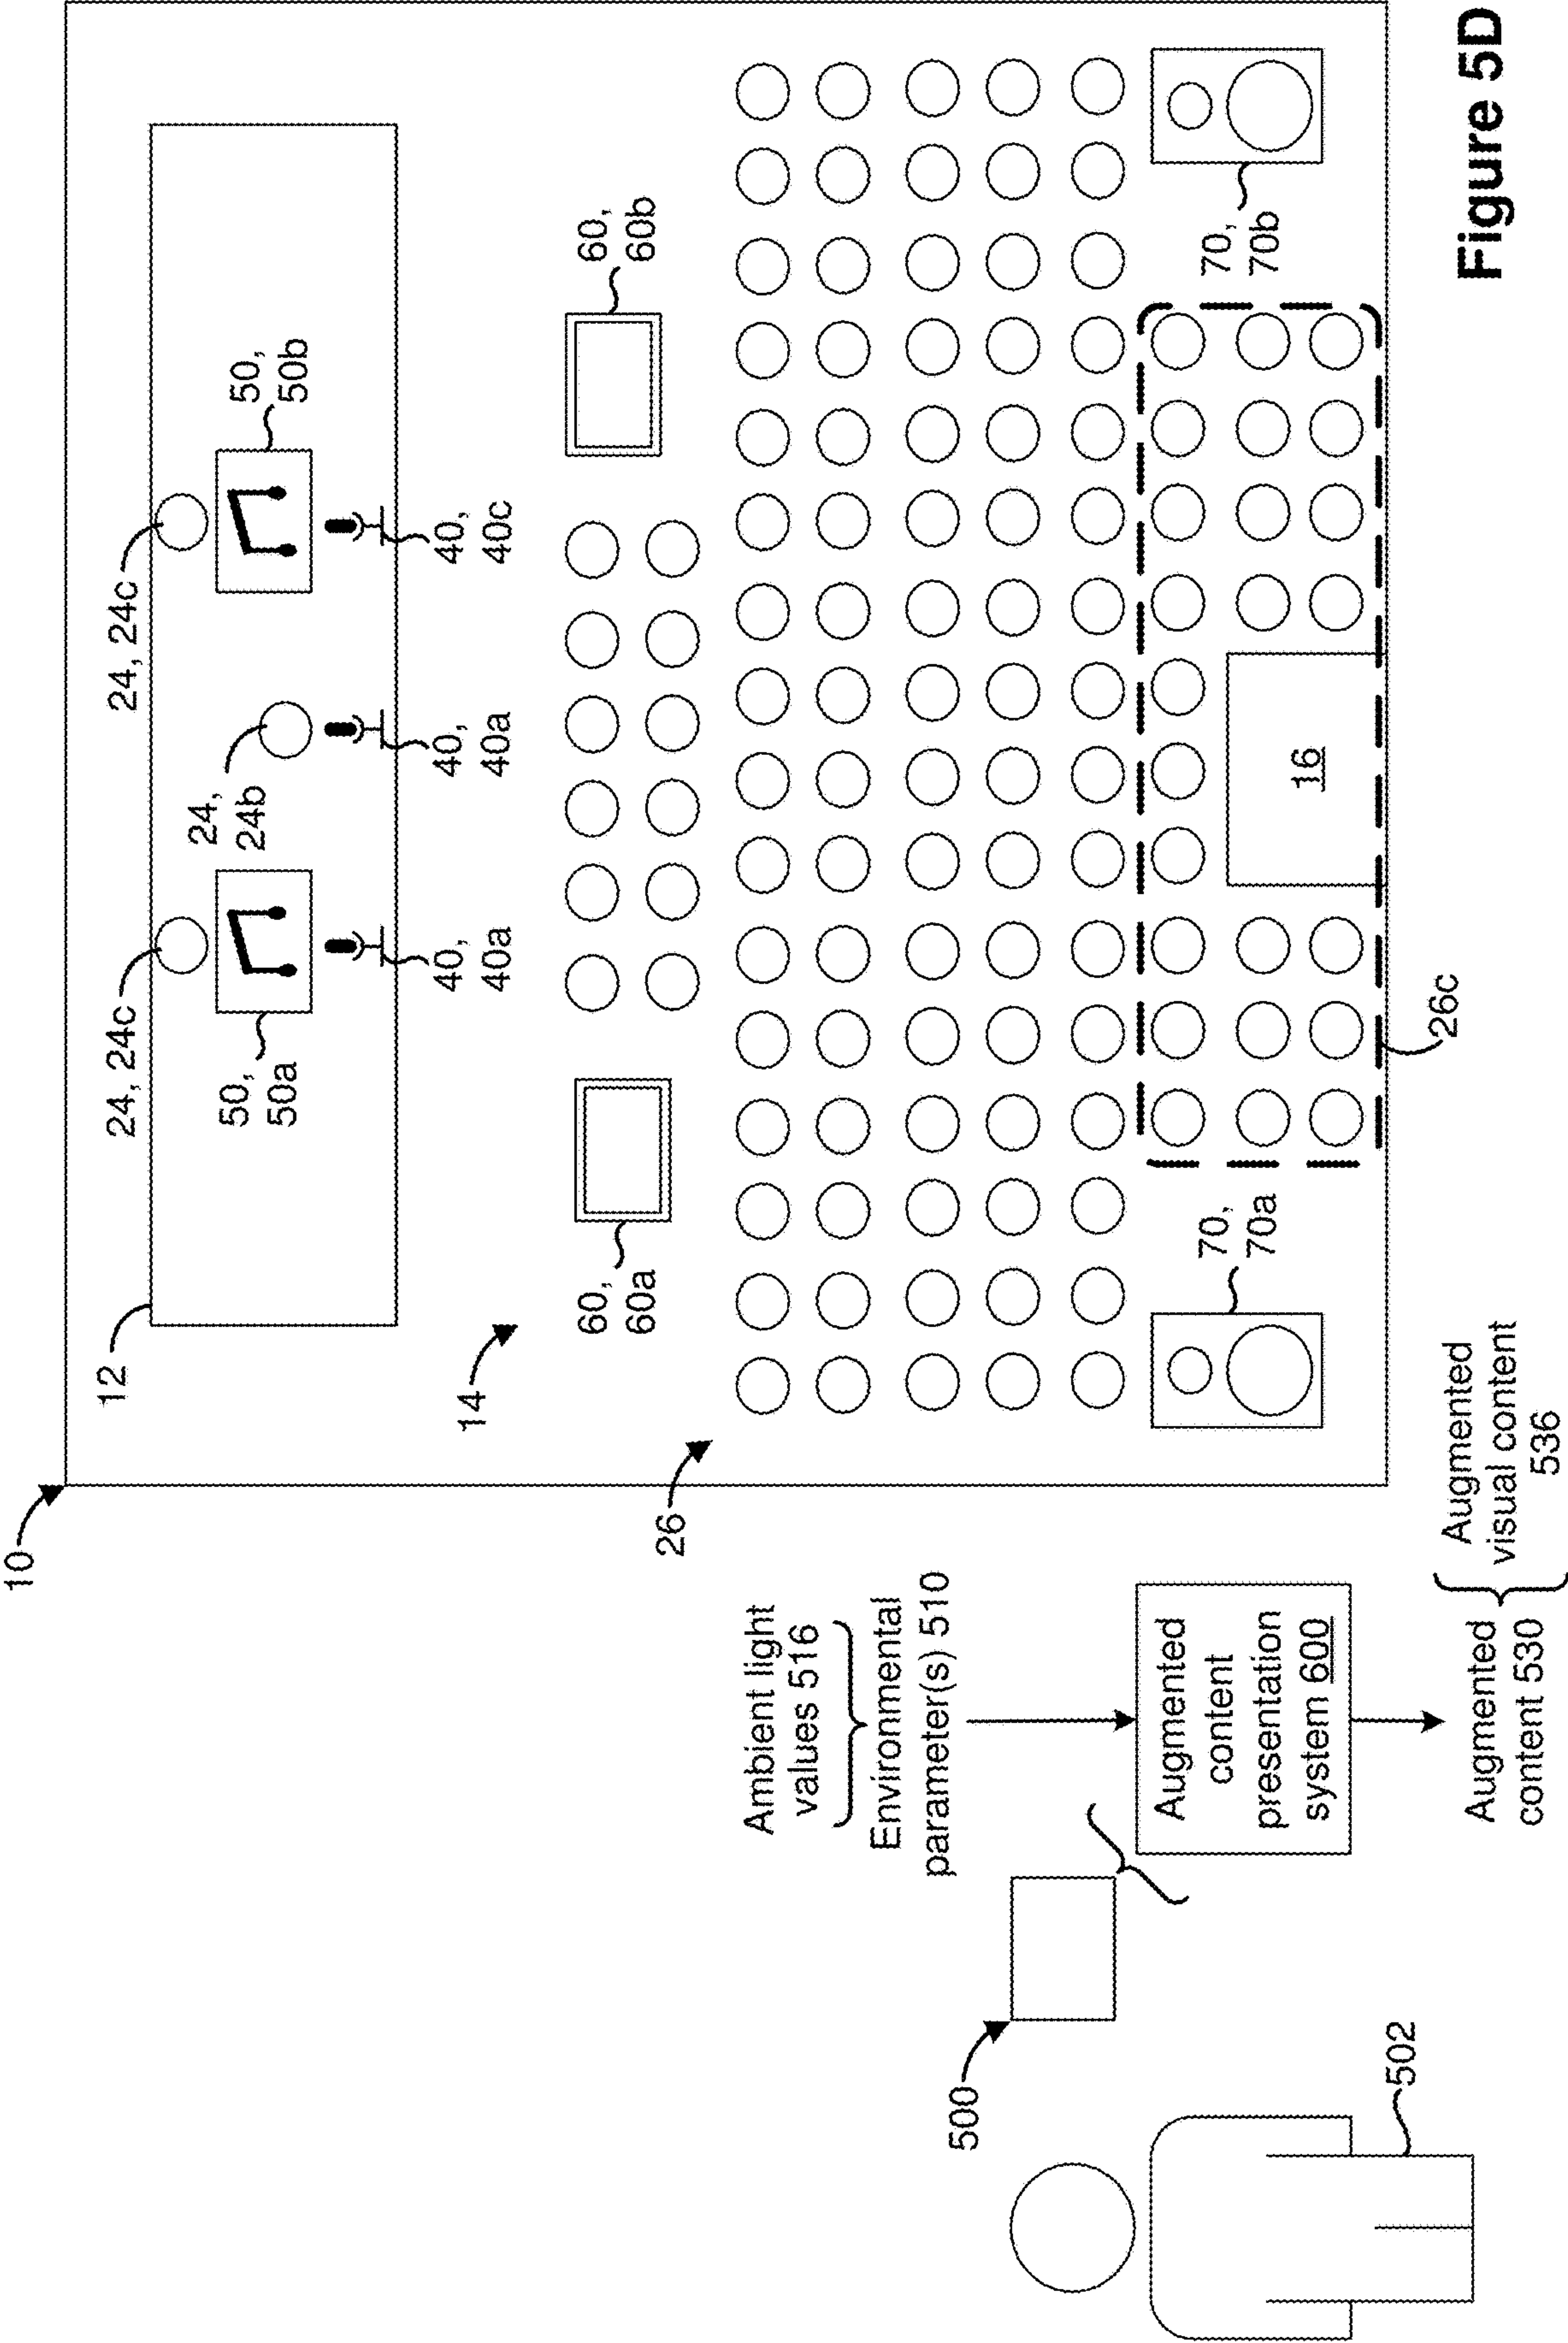 10
12
24, 24c
24, 24c
24,
24b
50,
50a
50,
50b
40,
40a
40,
40a
40,
40c
14
60,
60a
60,
60b
26
70,
70a
70,
70b
16
26c
Ambient light
values 516
Environmental
parameter(s) 510
500
Augmented
content
presentation
system 600
502
Augmented
content 530
Augmented
visual content
536
Figure 5D